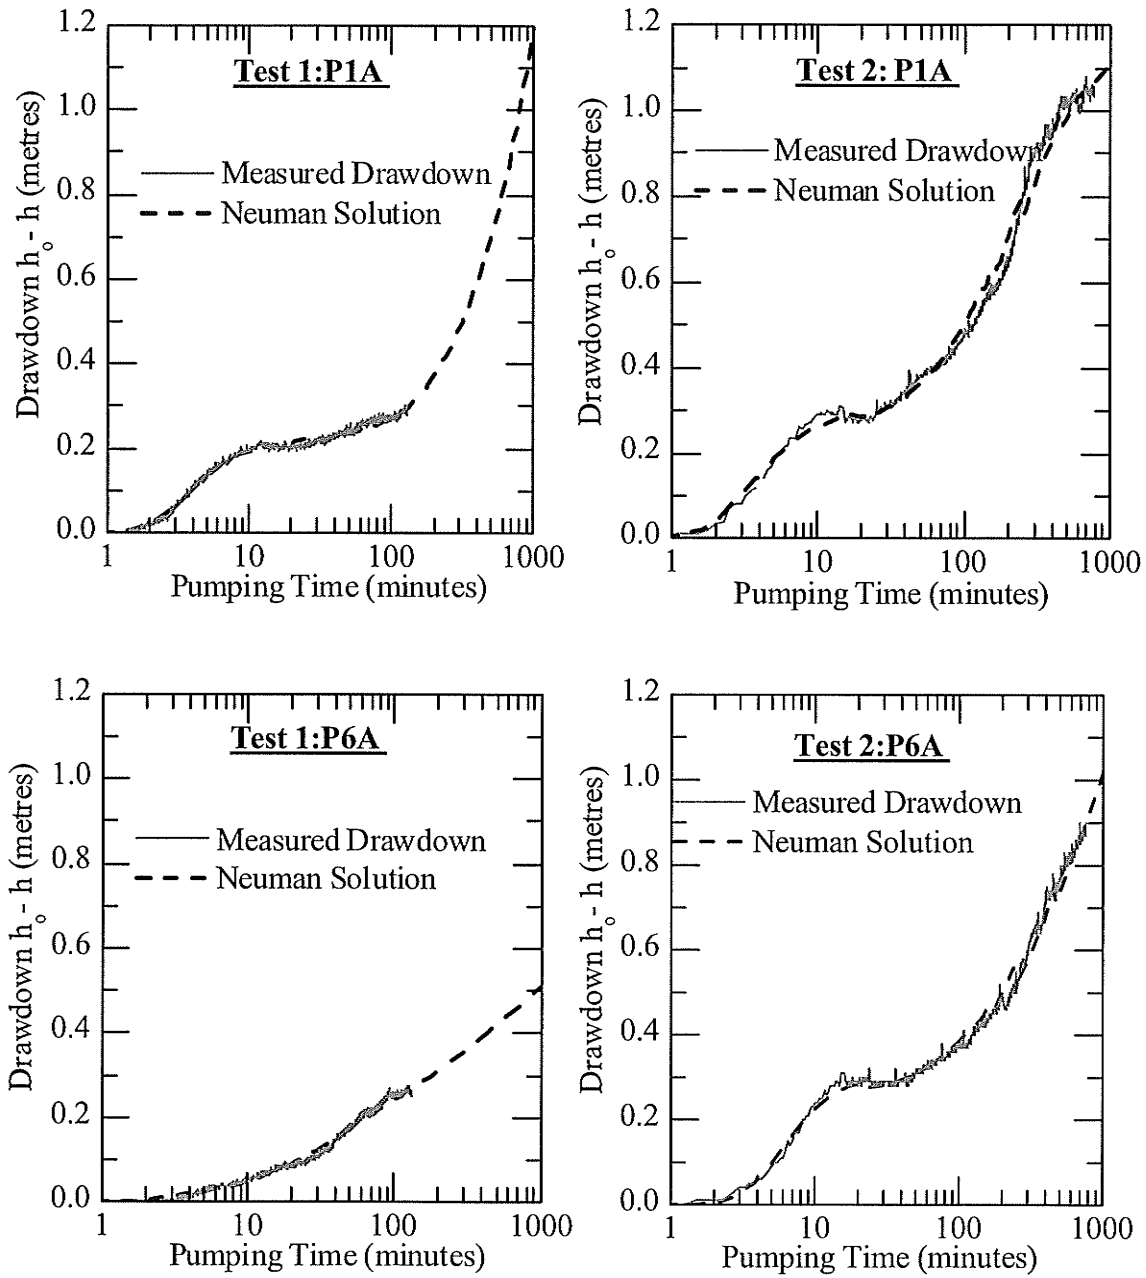 Test 1:P1A
Measured Drawdown
Neuman Solution
Drawdown h₀ - h (metres)
1.2
1.0
0.8
0.6
0.4
0.2
0.0
1 10 100 1000
Pumping Time (minutes)
Test 2: P1A
Measured Drawdown
Neuman Solution
Drawdown h₀ - h (metres)
1.2
1.0
0.8
0.6
0.4
0.2
0.0
1 10 100 1000
Pumping Time (minutes)
Test 1:P6A
Measured Drawdown
Neuman Solution
Drawdown h₀ - h (metres)
1.2
1.0
0.8
0.6
0.4
0.2
0.0
1 10 100 1000
Pumping Time (minutes)
Test 2:P6A
Measured Drawdown
Neuman Solution
Drawdown h₀ - h (metres)
1.2
1.0
0.8
0.6
0.4
0.2
0.0
1 10 100 1000
Pumping Time (minutes)